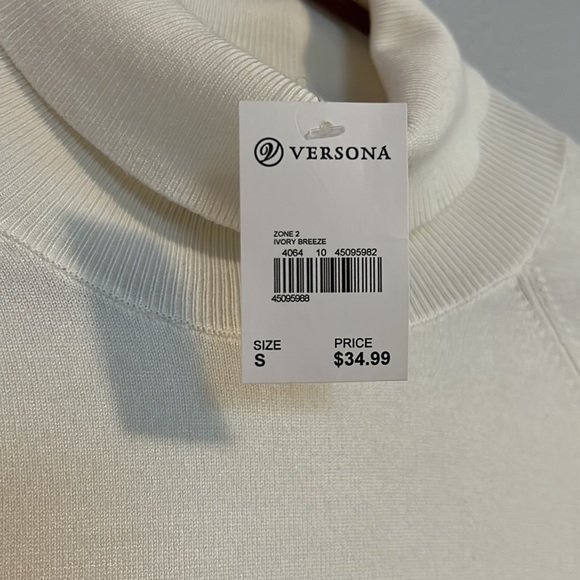 VERSONA
ZONE 2
IVORY BREEZE
4064 10 45095982
45095988
SIZE PRICE
S $34.99